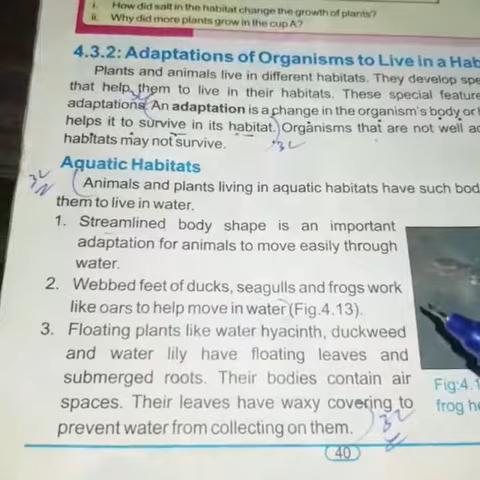 i. How did salt in the habitat change the growth of plants?
ii. Why did more plants grow in the cup A?
4.3.2: Adaptations of Organisms to Live in a Hab
Plants and animals live in different habitats. They develop spe
that help them to live in their habitats. These special feature
adaptations. An adaptation is a change in the organism's body or
helps it to survive in its habitat. Organisms that are not well ad
habitats may not survive.
Aquatic Habitats
Animals and plants living in aquatic habitats have such bod
them to live in water.
1. Streamlined body shape is an important
adaptation for animals to move easily through
water.
2. Webbed feet of ducks, seagulls and frogs work
like oars to help move in water (Fig.4.13).
3. Floating plants like water hyacinth, duckweed
and water lily have floating leaves and
submerged roots. Their bodies contain air
spaces. Their leaves have waxy covering to
prevent water from collecting on them.
Fig:4.1
frog he
40